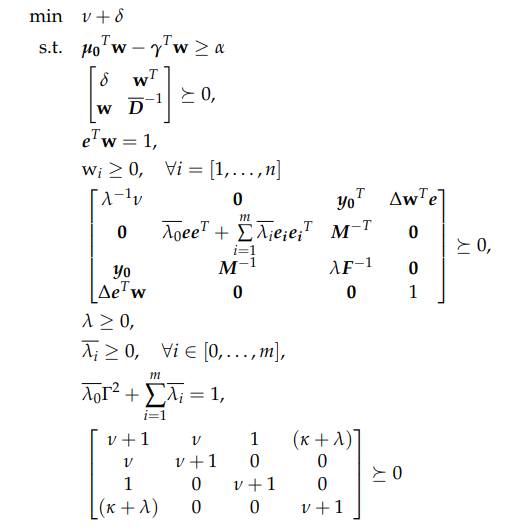 min ν + δ
s.t. μ₀ᵀw − γᵀw ≥ α
[δ wᵀ
w D̅⁻¹] ⪰ 0,
eᵀw = 1,
wᵢ ≥ 0, ∀i = [1, . . . , n]
[λ⁻¹ν 0 y₀ᵀ Δwᵀe
0 λ̅₀eeᵀ + ∑ᵢ₌₁ᵐ λ̅ᵢeᵢeᵢᵀ M⁻ᵀ 0
y₀ M⁻¹ λF⁻¹ 0
Δeᵀw 0 0 1] ⪰ 0,
λ ≥ 0,
λ̅ᵢ ≥ 0, ∀i ∈ [0, . . . , m],
λ̅₀Γ² + ∑ᵢ₌₁ᵐ λ̅ᵢ = 1,
[ν + 1 ν 1 (κ + λ)
ν ν + 1 0 0
1 0 ν + 1 0
(κ + λ) 0 0 ν + 1] ⪰ 0